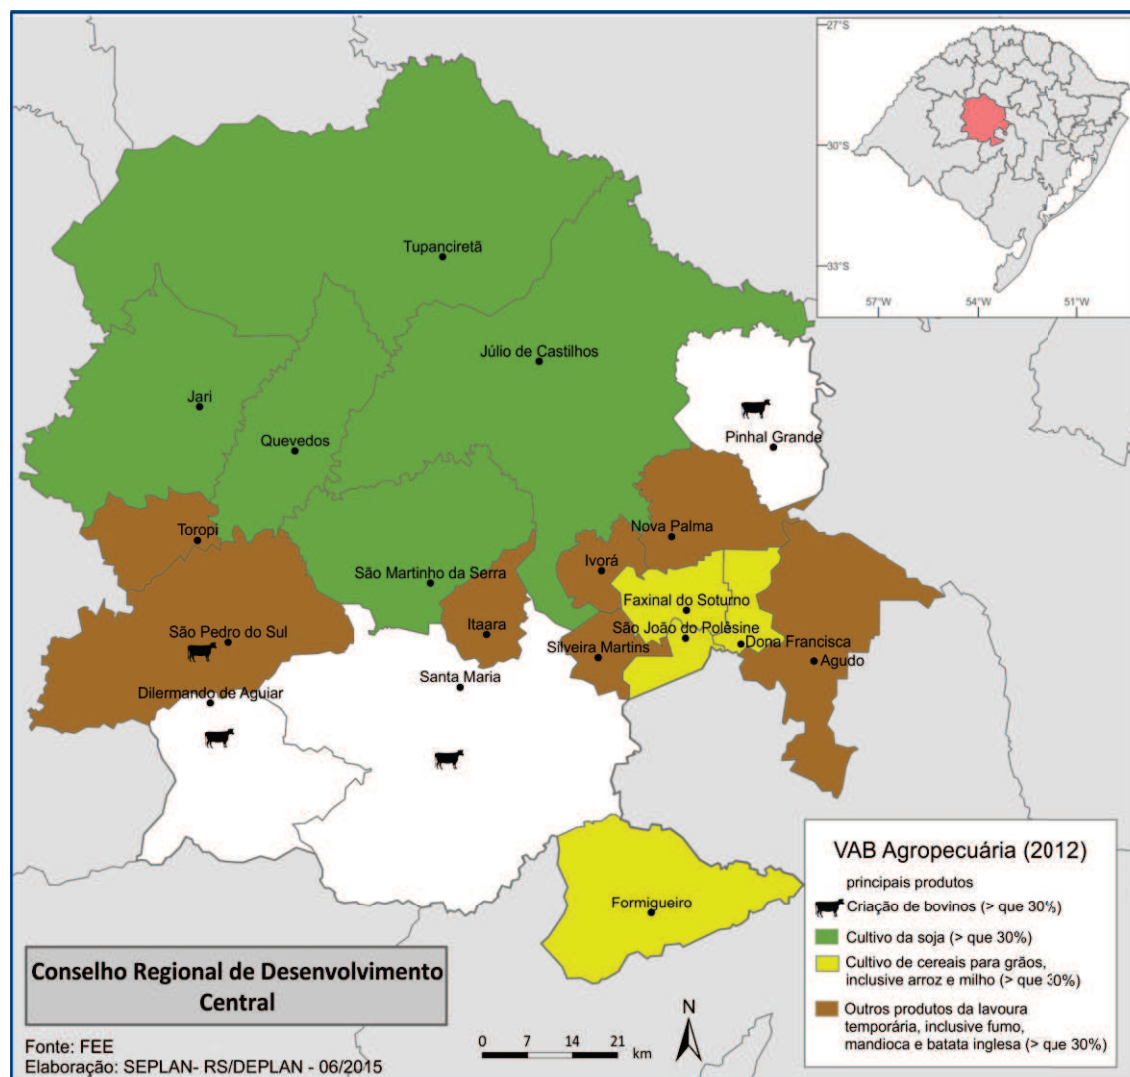 27°S
30°S
33°S
57°W
54°W
51°W
Tupanciretã
Júlio de Castilhos
Jari
Quevedos
Pinhal Grande
Toropi
Nova Palma
Ivorá
São Martinho da Serra
Faxinal do Soturno
São João do Polêsine
Itaara
São Pedro do Sul
Silveira Martins
Dona Francisca
Agudo
Santa Maria
Dilermando de Aguiar
Formigueiro
VAB Agropecuária (2012)
principais produtos
Criação de bovinos (> que 30%)
Cultivo da soja (> que 30%)
Cultivo de cereais para grãos,
inclusive arroz e milho (> que 30%)
Outros produtos da lavoura
temporária, inclusive fumo,
mandioca e batata inglesa (> que 30%)
Conselho Regional de Desenvolvimento
Central
Fonte: FEE
Elaboração: SEPLAN- RS/DEPLAN - 06/2015
N
0 7 14 21
km